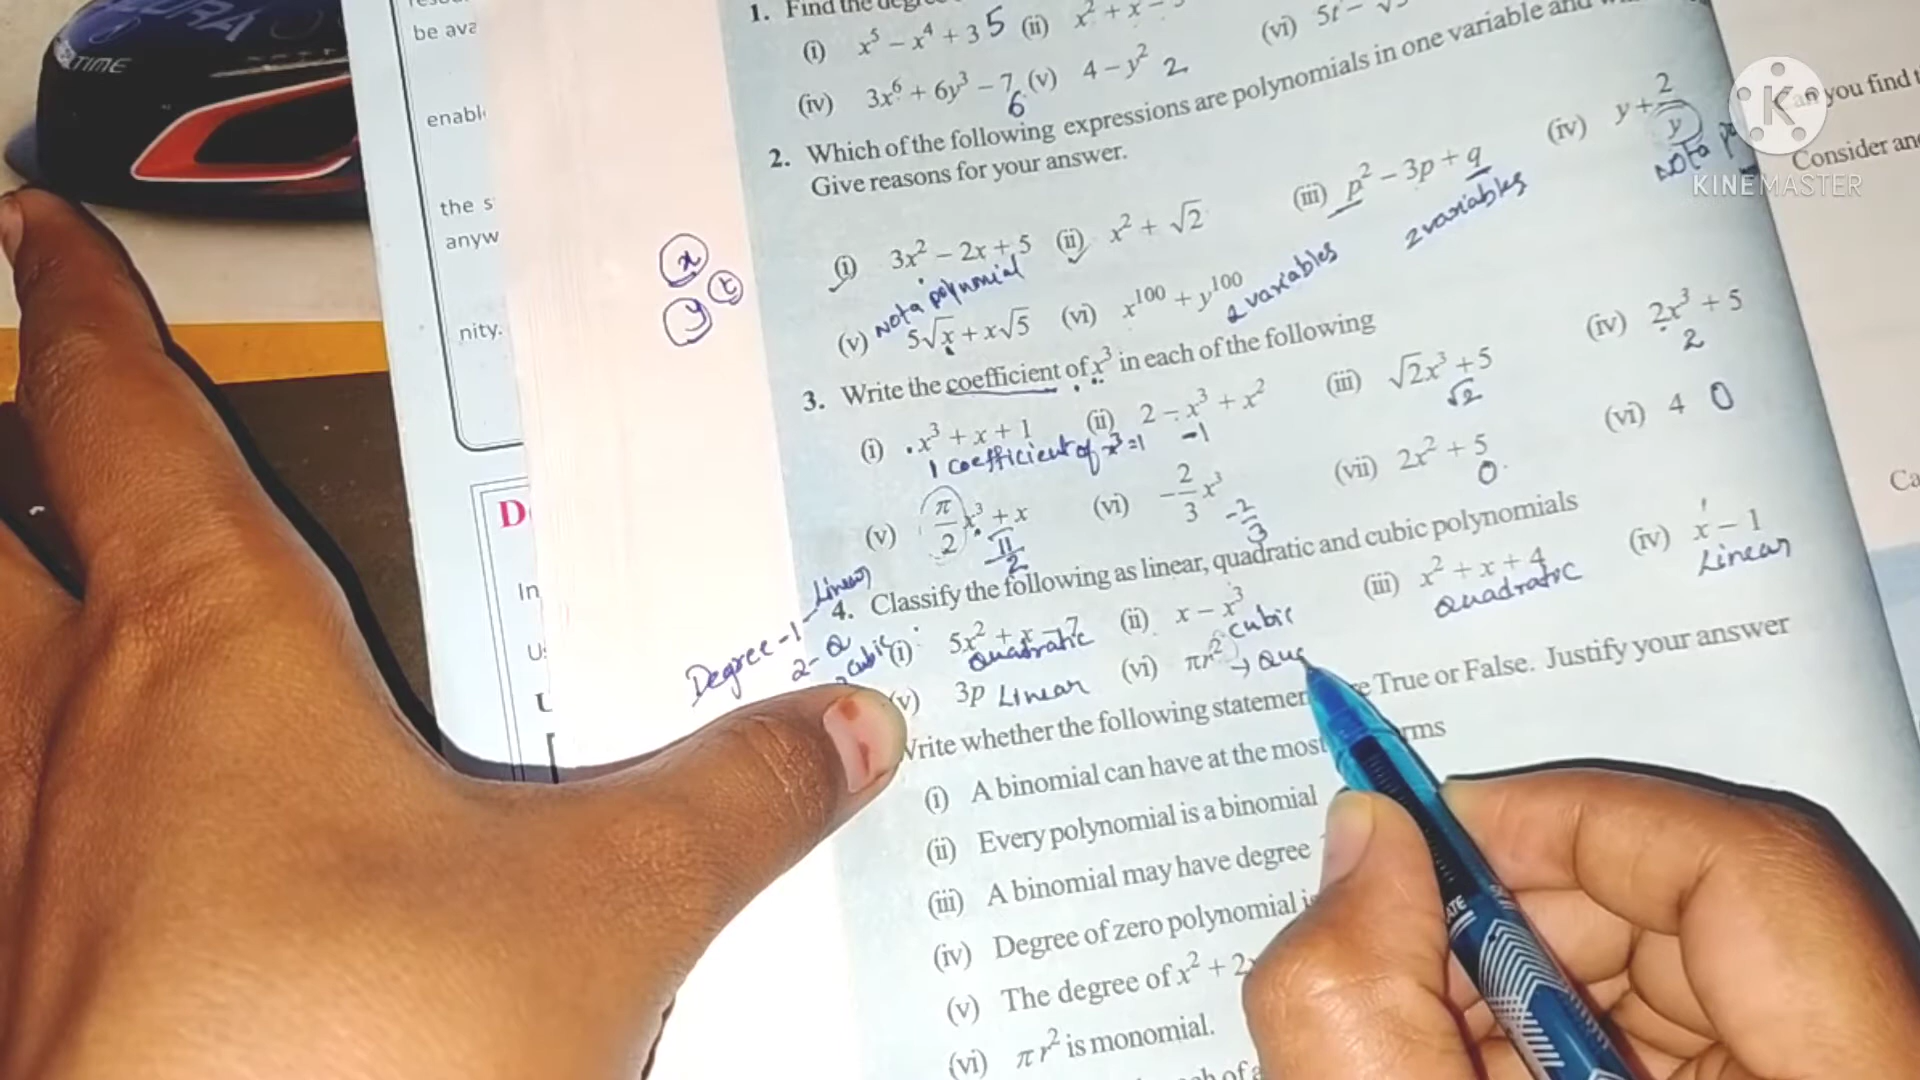 be ava
TIME
the s
anyw
nity.
1. Find the
(i) x⁵ − x⁴ + 3 5 (ii) x² + x −
(vi) 5t −
(iv) 3x⁶ + 6y³ − 7 6 (v) 4 − y² 2
2. Which of the following expressions are polynomials in one variable and
Give reasons for your answer.
(i) 3x² − 2x + 5 (ii) x² + √2 (iii) p² − 3p + q (iv) y + 2/y
Not a polynomial 2 variables 2 variables Not a
x
t
y
(v) 5√x + x√5 (vi) x¹⁰⁰ + y¹⁰⁰
3. Write the coefficient of x³ in each of the following
(i) x³ + x + 1 (ii) 2 − x³ + x² (iii) √2x³ + 5 (iv) 2x³ + 5
1 coefficient of x³=1 −1 √2 2
(v) π/2 x³ + x (vi) −2/3 x³ (vii) 2x² + 5 (vi) 4 0
π/2 −2/3 0
4. Classify the following as linear, quadratic and cubic polynomials
Degree −1− Linear
2− Q
cubic
(i) 5x² + x − 7 (ii) x − x³ (iii) x² + x + 4 (iv) x − 1
quadratic cubic quadratic Linear
(v) 3p Linear (vi) πr² → Qua
Write whether the following True or False. Justify your answer
(i) A binomial can have at the most
(ii) Every polynomial is a binomial
(iii) A binomial may have degree
(iv) Degree of zero polynomial is
(v) The degree of x² + 2
(vi) πr² is monomial.
you find
Consider
Ca
K
KINEMASTER
In